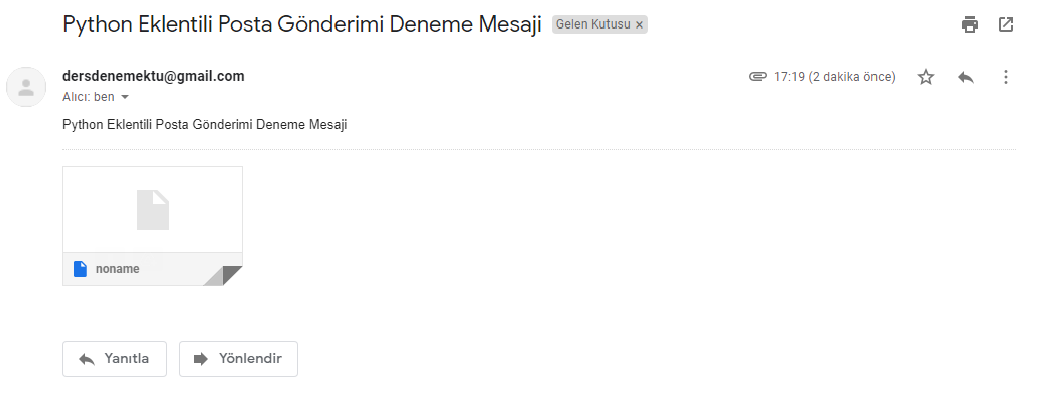 Python Eklentili Posta Gönderimi Deneme Mesaji Gelen Kutusu ×
dersdenemektu@gmail.com 17:19 (2 dakika önce)
Alıcı: ben
Python Eklentili Posta Gönderimi Deneme Mesaji
noname
Yanıtla Yönlendir